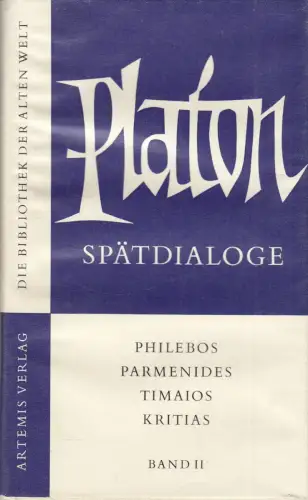 Platon
SPÄTDIALOGE
PHILEBOS
PARMENIDES
TIMAIOS
KRITIAS
BAND II
DIE BIBLIOTHEK DER ALTEN WELT
ARTEMIS VERLAG